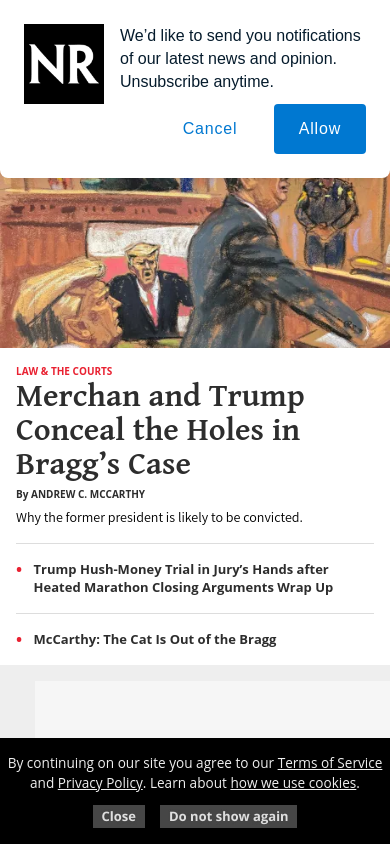 NR
We’d like to send you notifications
of our latest news and opinion.
Unsubscribe anytime.
Cancel
Allow
LAW & THE COURTS
Merchan and Trump
Conceal the Holes in
Bragg’s Case
By ANDREW C. MCCARTHY
Why the former president is likely to be convicted.
Trump Hush-Money Trial in Jury’s Hands after
Heated Marathon Closing Arguments Wrap Up
McCarthy: The Cat Is Out of the Bragg
By continuing on our site you agree to our Terms of Service
and Privacy Policy. Learn about how we use cookies.
Close
Do not show again